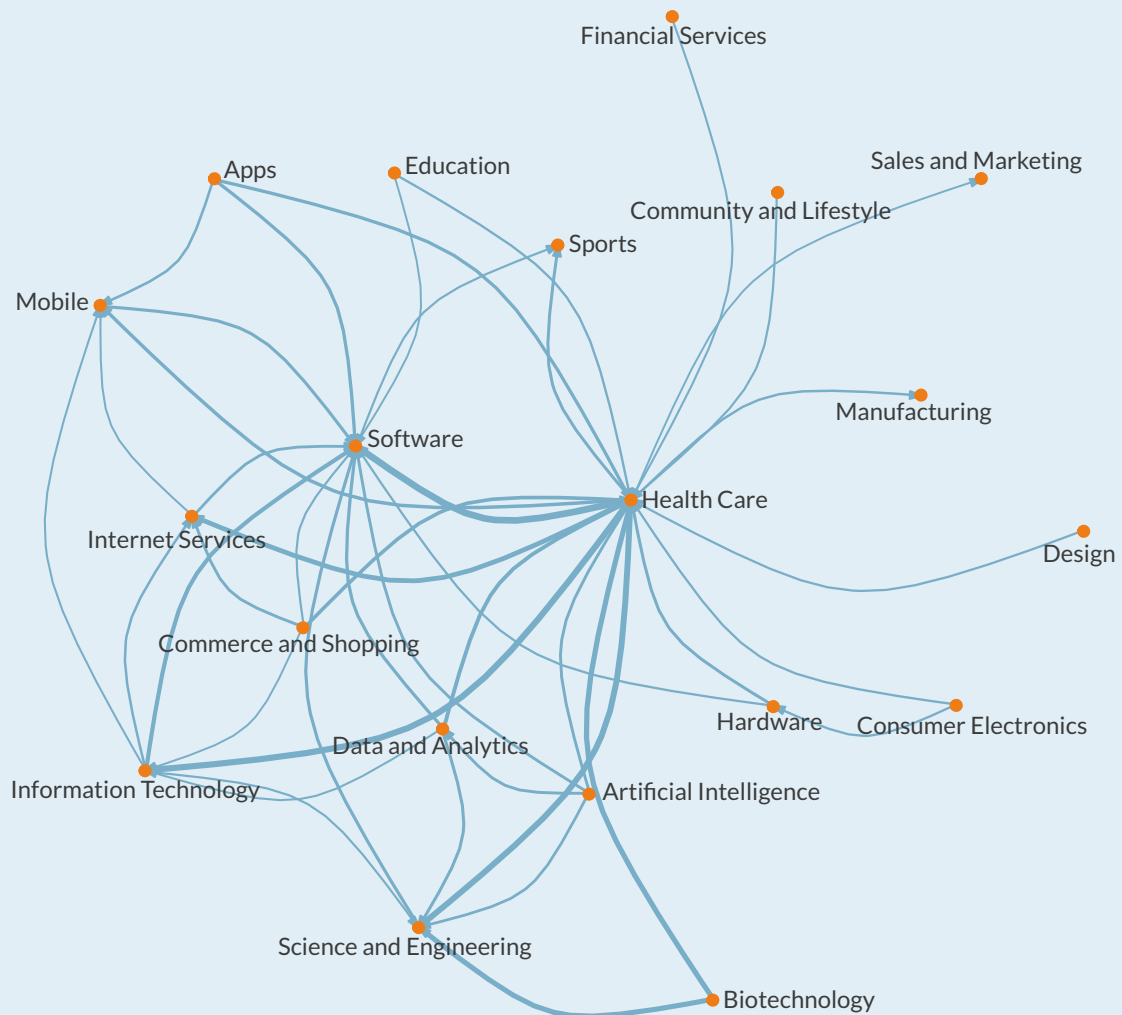 Financial Services
Sales and Marketing
Education
Apps
Community and Lifestyle
Sports
Mobile
Manufacturing
Software
Health Care
Internet Services
Design
Commerce and Shopping
Hardware
Consumer Electronics
Data and Analytics
Information Technology
Artificial Intelligence
Science and Engineering
Biotechnology